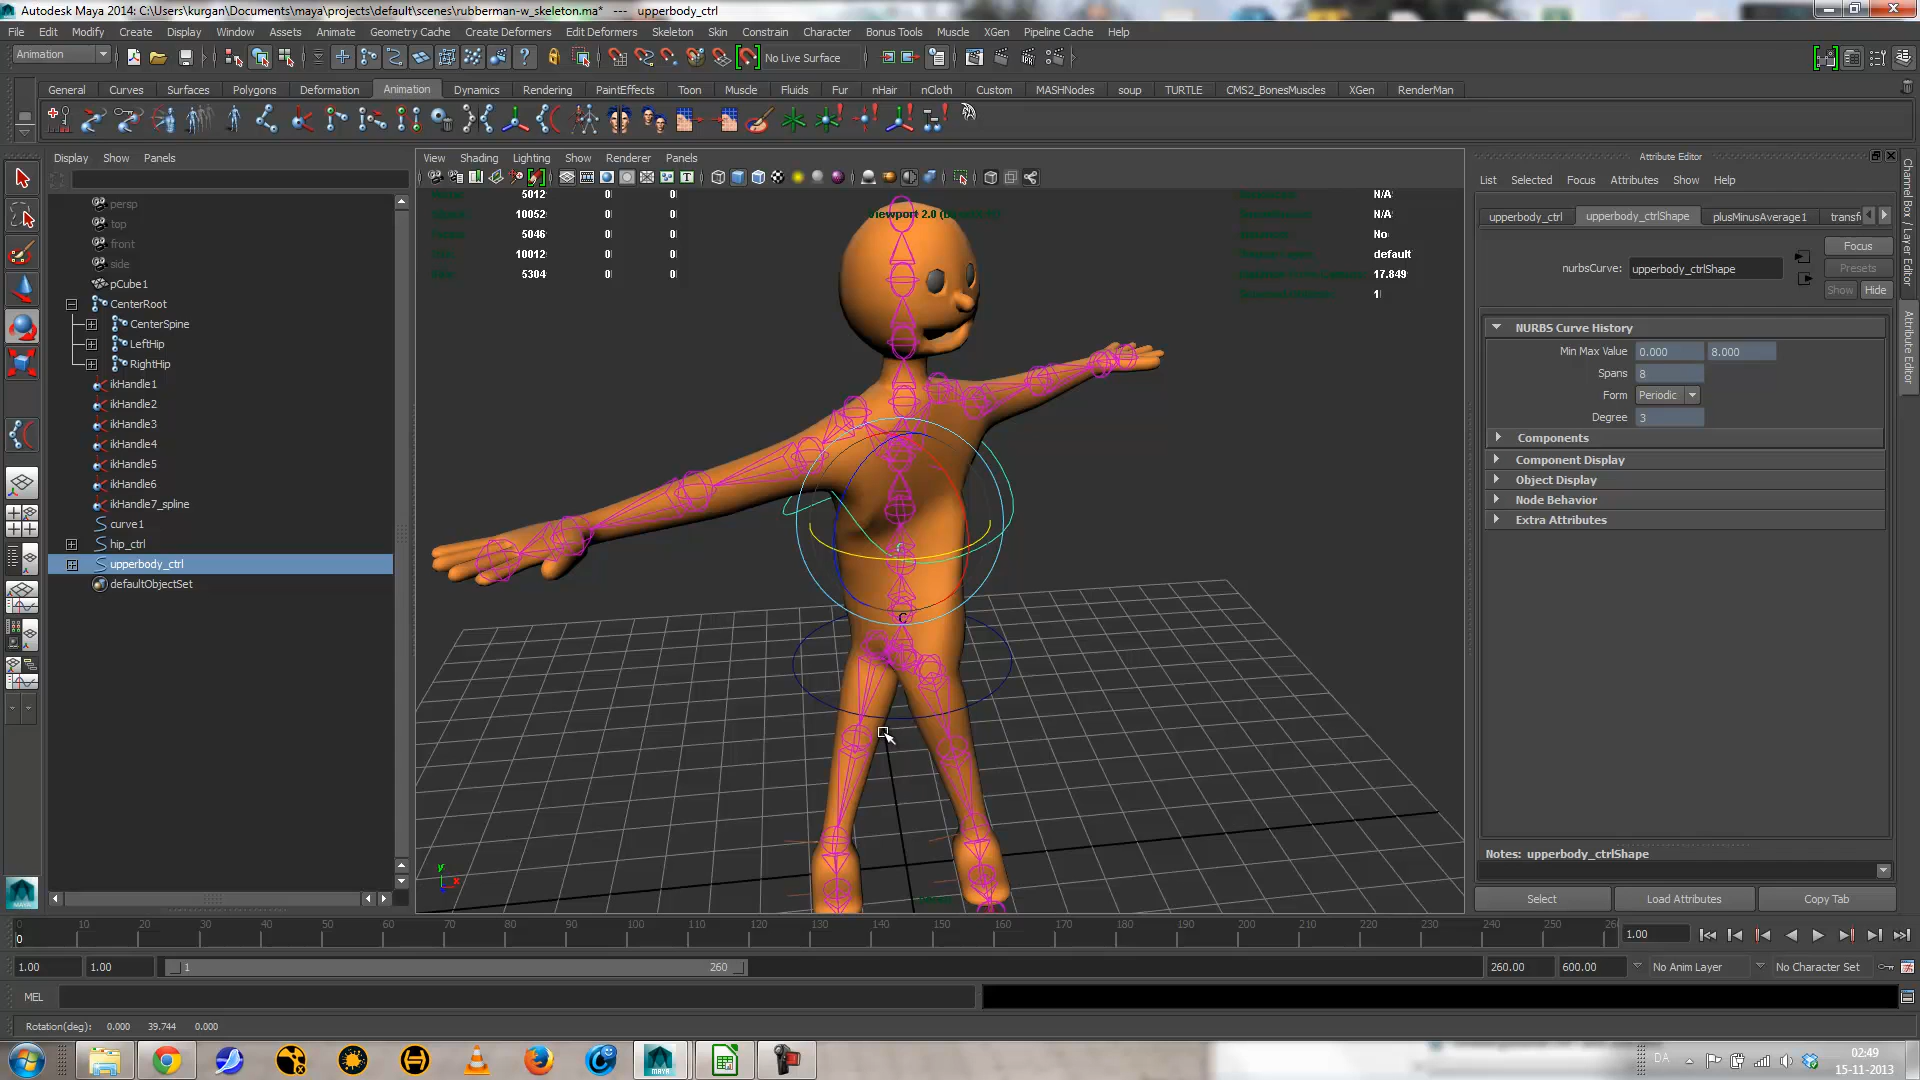 Autodesk Maya 2014: C:\Users\kurgan\Documents\maya\projects\default\scenes\rubberman-w_skeleton.ma* --- upperbody_ctrl
File Edit Modify Create Display Window Assets Animate Geometry Cache Create Deformers Edit Deformers Skeleton Skin Constrain Character Bonus Tools Muscle XGen Pipeline Cache Help
Animation No Live Surface
General Curves Surfaces Polygons Deformation Animation Dynamics Rendering PaintEffects Toon Muscle Fluids Fur nHair nCloth Custom MASHNodes soup TURTLE CMS2_BonesMuscles XGen RenderMan
Display Show Panels
persp
top
front
side
pCube1
CenterRoot
CenterSpine
LeftHip
RightHip
ikHandle1
ikHandle2
ikHandle3
ikHandle4
ikHandle5
ikHandle6
ikHandle7_spline
curve1
hip_ctrl
upperbody_ctrl
defaultObjectSet
View Shading Lighting Show Renderer Panels
5012 0 0
10052 0 0
5046 0 0
10012 0 0
5304 0 0
Viewport 2.0
N/A
N/A
No
default
17.849
1
y
x
Attribute Editor
List Selected Focus Attributes Show Help
upperbody_ctrl upperbody_ctrlShape plusMinusAverage1 transf
Focus
nurbsCurve: upperbody_ctrlShape Presets
Show Hide
NURBS Curve History
Min Max Value 0.000 8.000
Spans 8
Form Periodic
Degree 3
Components
Component Display
Object Display
Node Behavior
Extra Attributes
Notes: upperbody_ctrlShape
Select Load Attributes Copy Tab
Channel Box / Layer Editor
Attribute Editor
0 10 20 30 40 50 60 70 80 90 100 110 120 130 140 150 160 170 180 190 200 210 220 230 240 250 26
0 1.00
1.00 1.00 1 260 260.00 600.00 No Anim Layer No Character Set
MEL
Rotation(deg): 0.000 39.744 0.000
MAYA
DA 02:49
15-11-2013